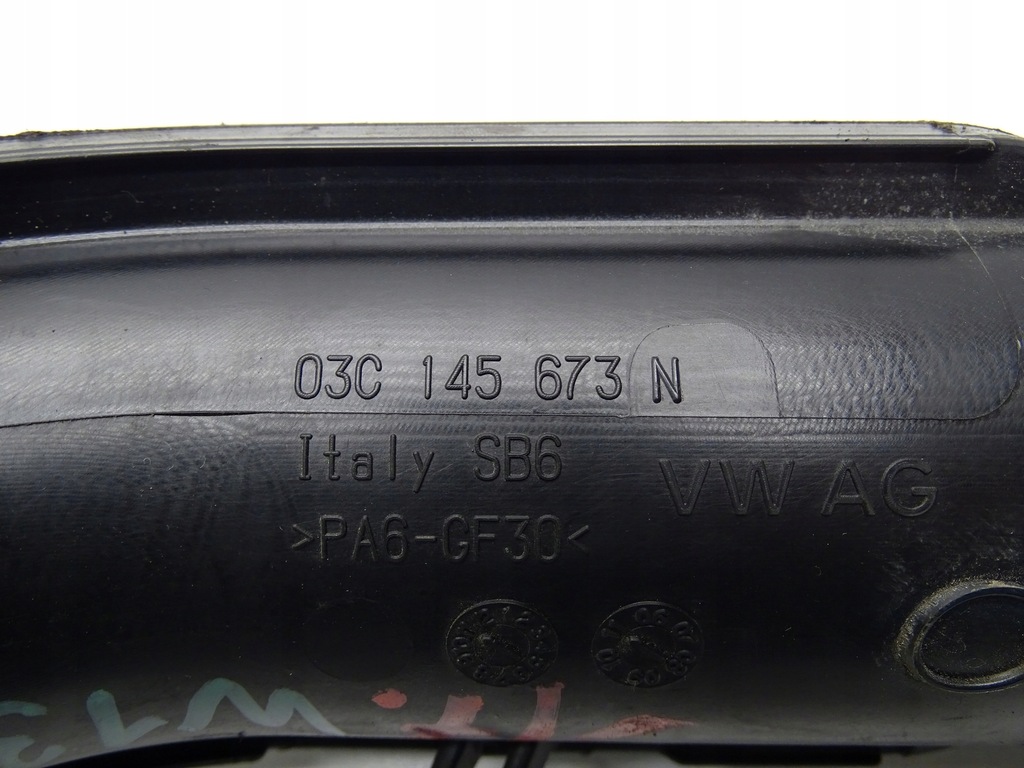 03C 145 673 N
Italy SB6
VW AG
>PA6-GF30<